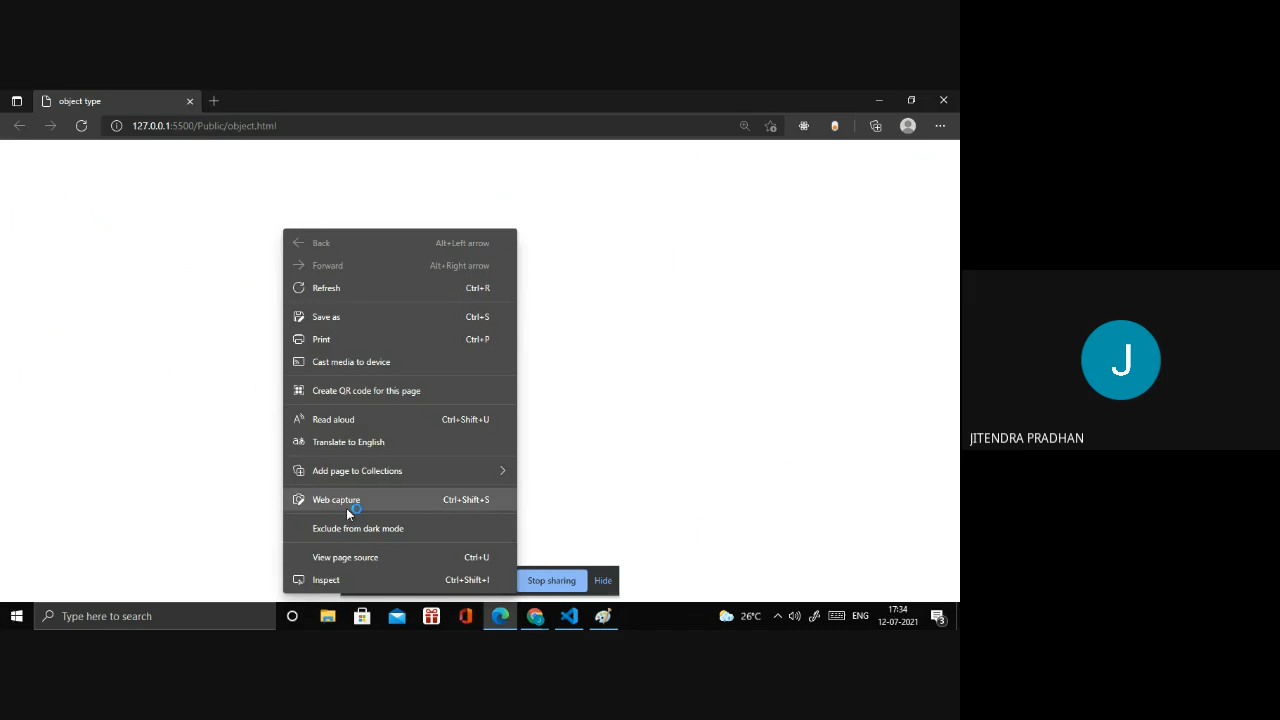 object type
127.0.0.1:5500/Public/object.html
Back Alt+Left arrow
Forward Alt+Right arrow
Refresh Ctrl+R
Save as Ctrl+S
Print Ctrl+P
Cast media to device
Create QR code for this page
Read aloud Ctrl+Shift+U
Translate to English
Add page to Collections
Web capture Ctrl+Shift+S
Exclude from dark mode
View page source Ctrl+U
Inspect Ctrl+Shift+I
Stop sharing Hide
Type here to search
26°C
ENG
17:34
12-07-2021
3
J
JITENDRA PRADHAN